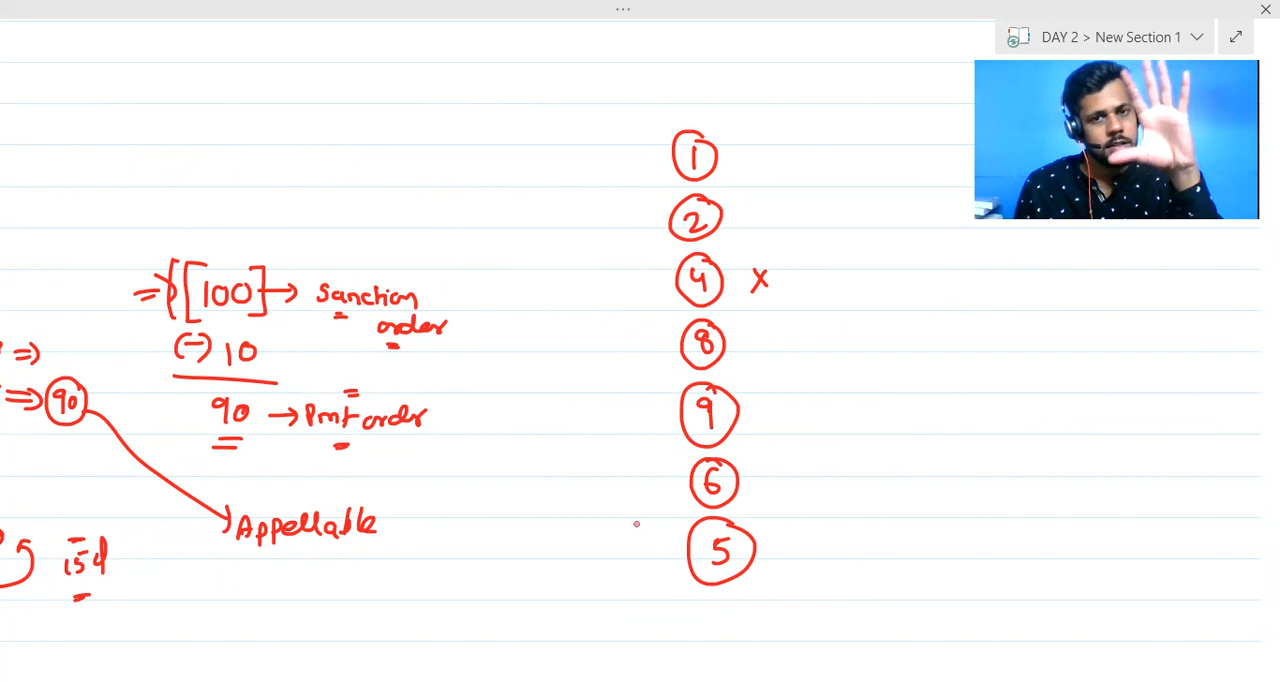 DAY 2 > New Section 1
1
2
4 X
8
9
6
5
=> [100] → Sanction order
(-) 10
90 → Pmt order
=>
=> 90
Appellable
15d